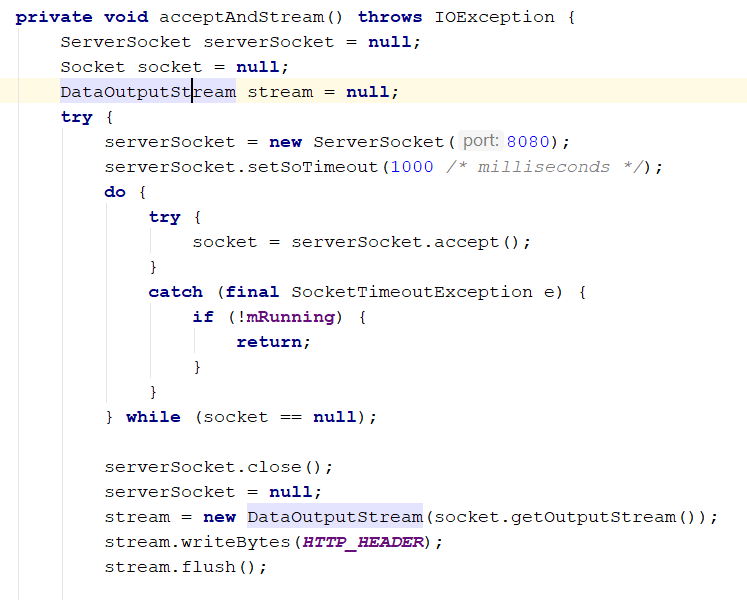 private void acceptAndStream() throws IOException {
    ServerSocket serverSocket = null;
    Socket socket = null;
    DataOutputStream stream = null;
    try {
        serverSocket = new ServerSocket( port: 8080);
        serverSocket.setSoTimeout(1000 /* milliseconds */);
        do {
            try {
                socket = serverSocket.accept();
            }
            catch (final SocketTimeoutException e) {
                if (!mRunning) {
                    return;
                }
            }
        } while (socket == null);

        serverSocket.close();
        serverSocket = null;
        stream = new DataOutputStream(socket.getOutputStream());
        stream.writeBytes(HTTP_HEADER);
        stream.flush();